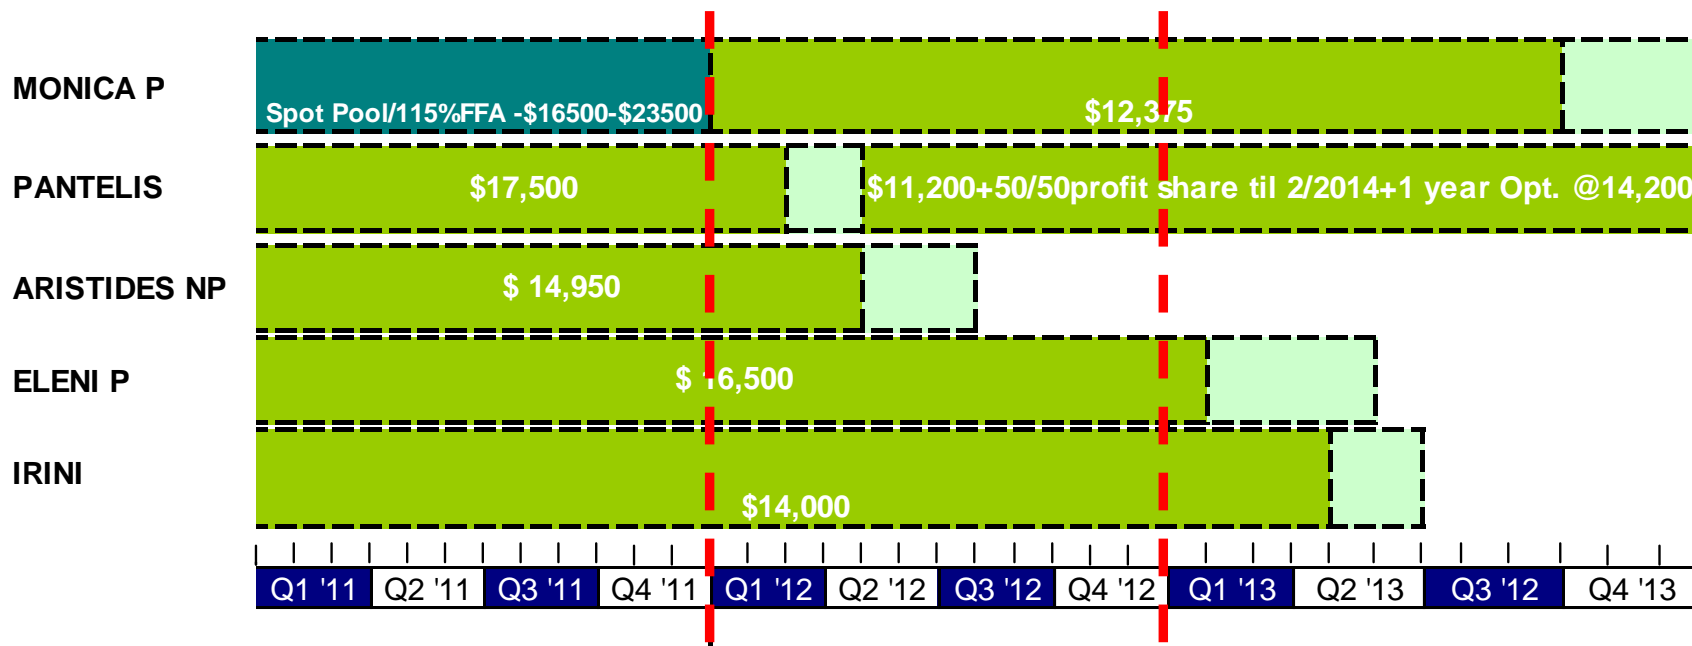 MONICA P
Spot Pool/115%FFA -$16500-$23500
$12,375
PANTELIS
$17,500
$11,200+50/50profit share til 2/2014+1 year Opt. @14,200
ARISTIDES NP
$ 14,950
ELENI P
$ 16,500
IRINI
$14,000
Q1 '11 Q2 '11 Q3 '11 Q4 '11 Q1 '12 Q2 '12 Q3 '12 Q4 '12 Q1 '13 Q2 '13 Q3 '12 Q4 '13